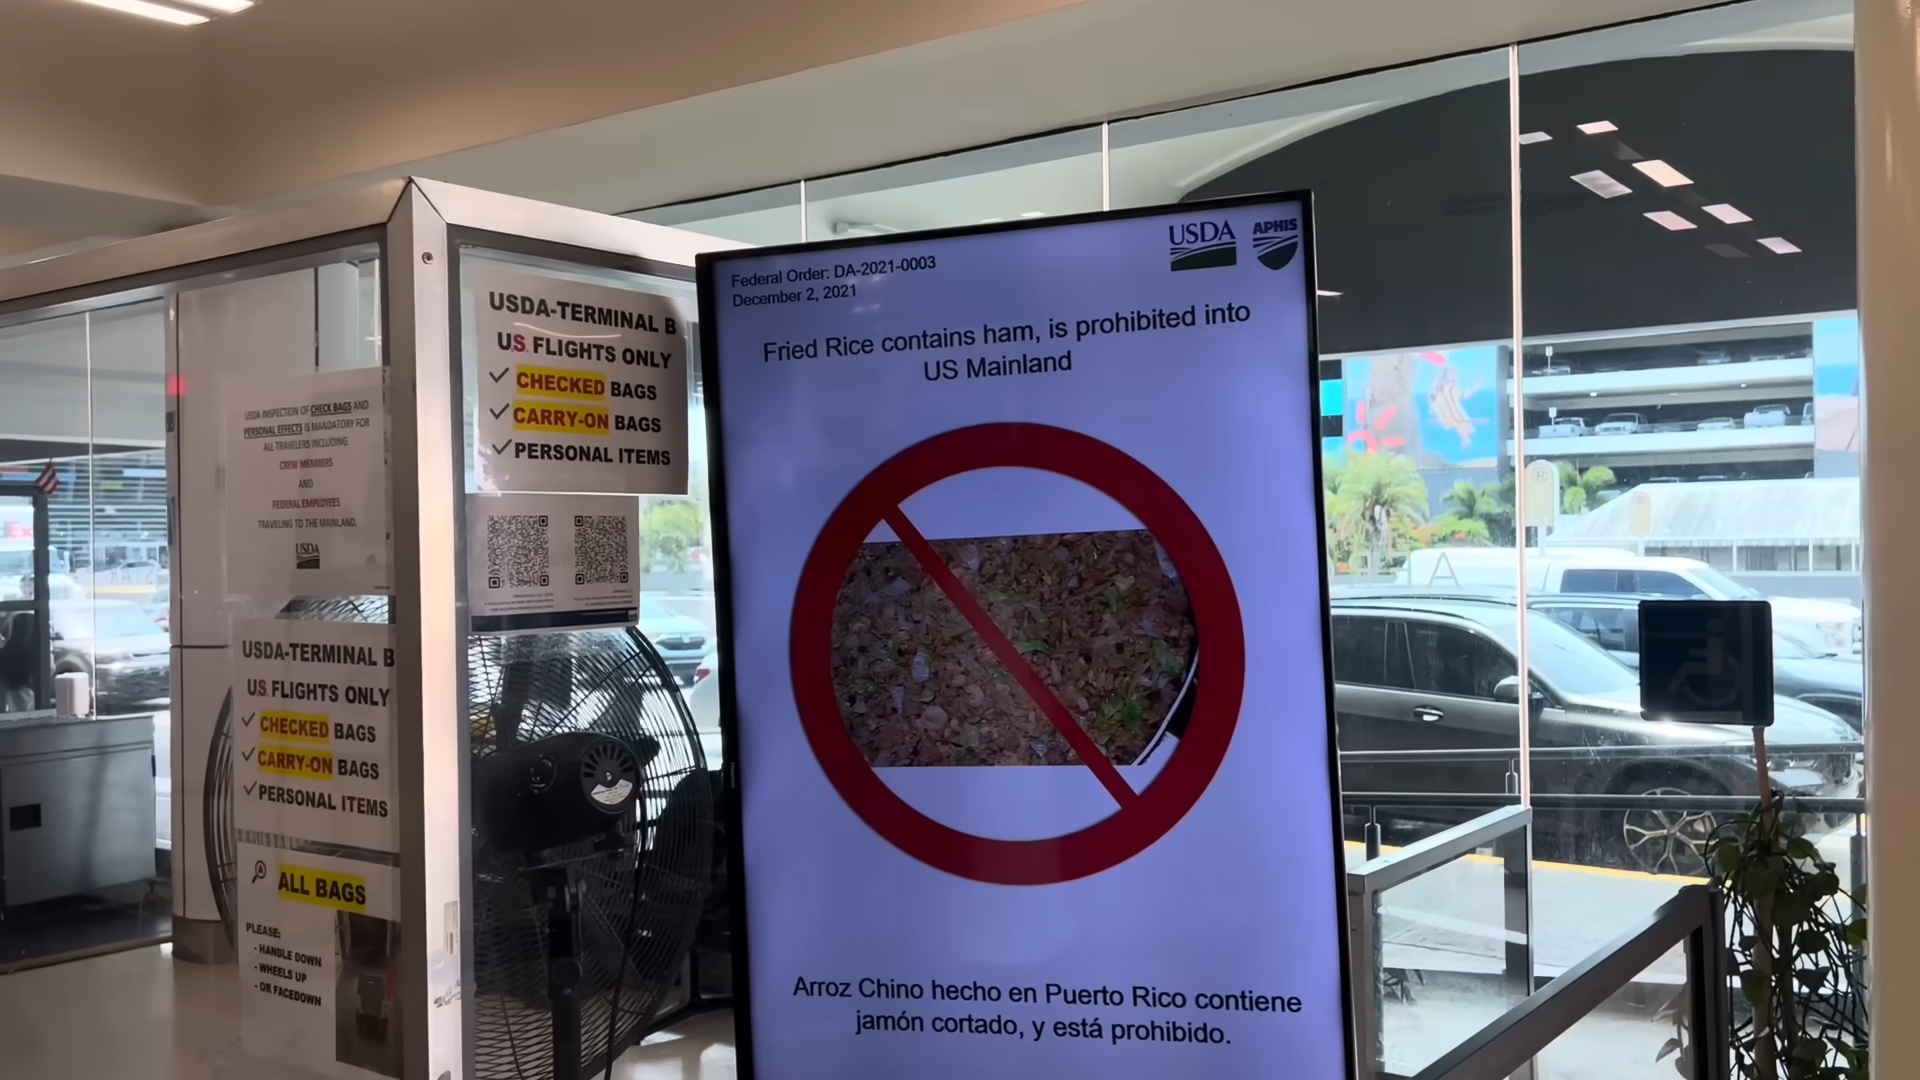 USDA INSPECTION OF CHECK BAGS AND
PERSONAL EFFECTS IS MANDATORY FOR
ALL TRAVELERS INCLUDING
CREW MEMBERS
AND
FEDERAL EMPLOYEES
TRAVELING TO THE MAINLAND.
USDA
USDA-TERMINAL B
U.S. FLIGHTS ONLY
CHECKED BAGS
CARRY-ON BAGS
PERSONAL ITEMS
ALL BAGS
PLEASE:
- HANDLE DOWN
- WHEELS UP
- OR FACEDOWN
USDA-TERMINAL B
U.S. FLIGHTS ONLY
CHECKED BAGS
CARRY-ON BAGS
PERSONAL ITEMS
USDA APHIS
Federal Order: DA-2021-0003
December 2, 2021
Fried Rice contains ham, is prohibited into
US Mainland
Arroz Chino hecho en Puerto Rico contiene
jamón cortado, y está prohibido.
A